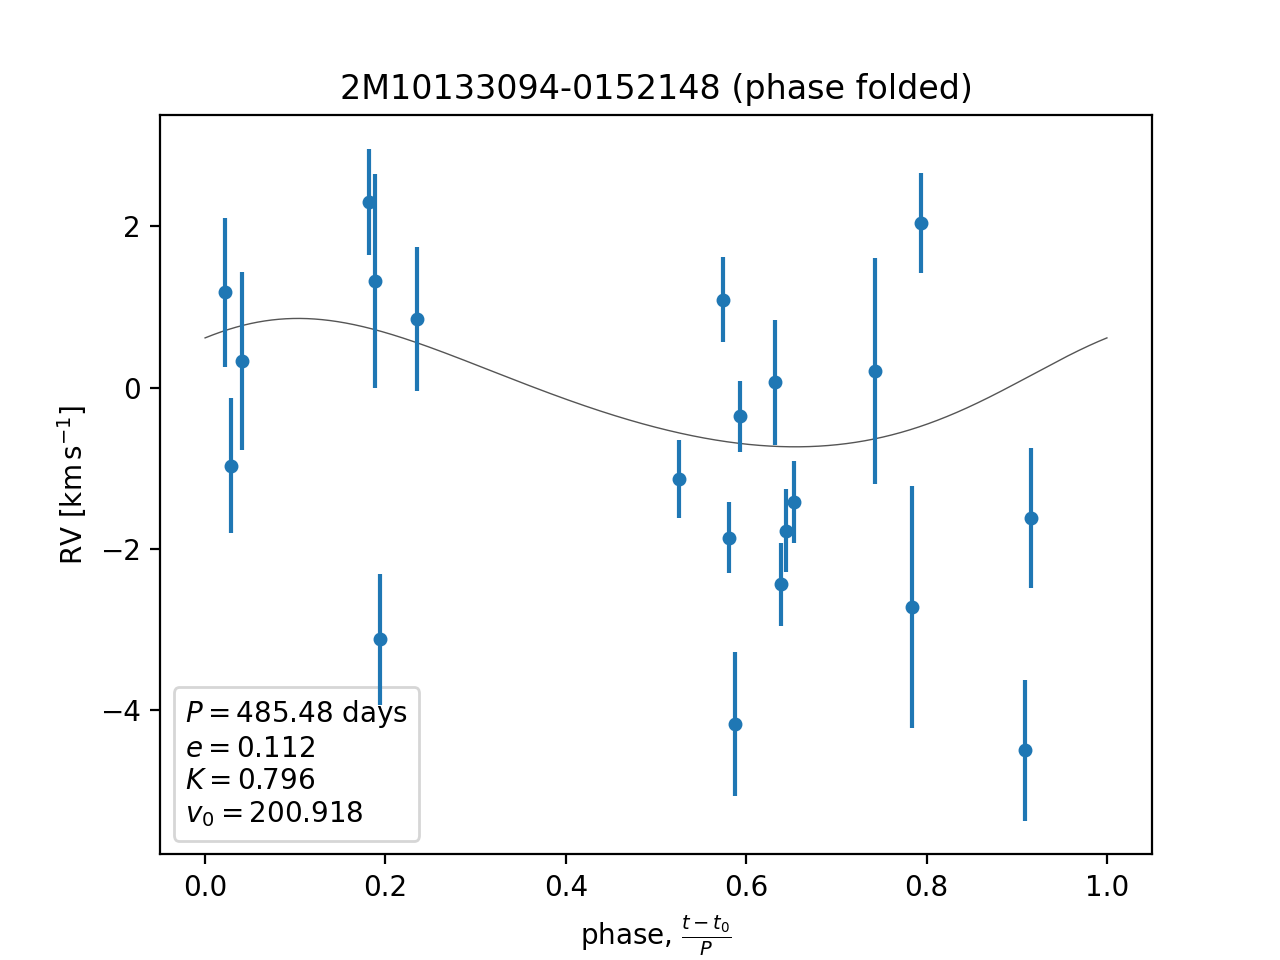 2M10133094-0152148 (phase folded)
RV [km s⁻¹]
2
0
−2
−4
P = 485.48 days
e = 0.112
K = 0.796
v₀ = 200.918
0.0 0.2 0.4 0.6 0.8 1.0
phase, (t − t₀)/P